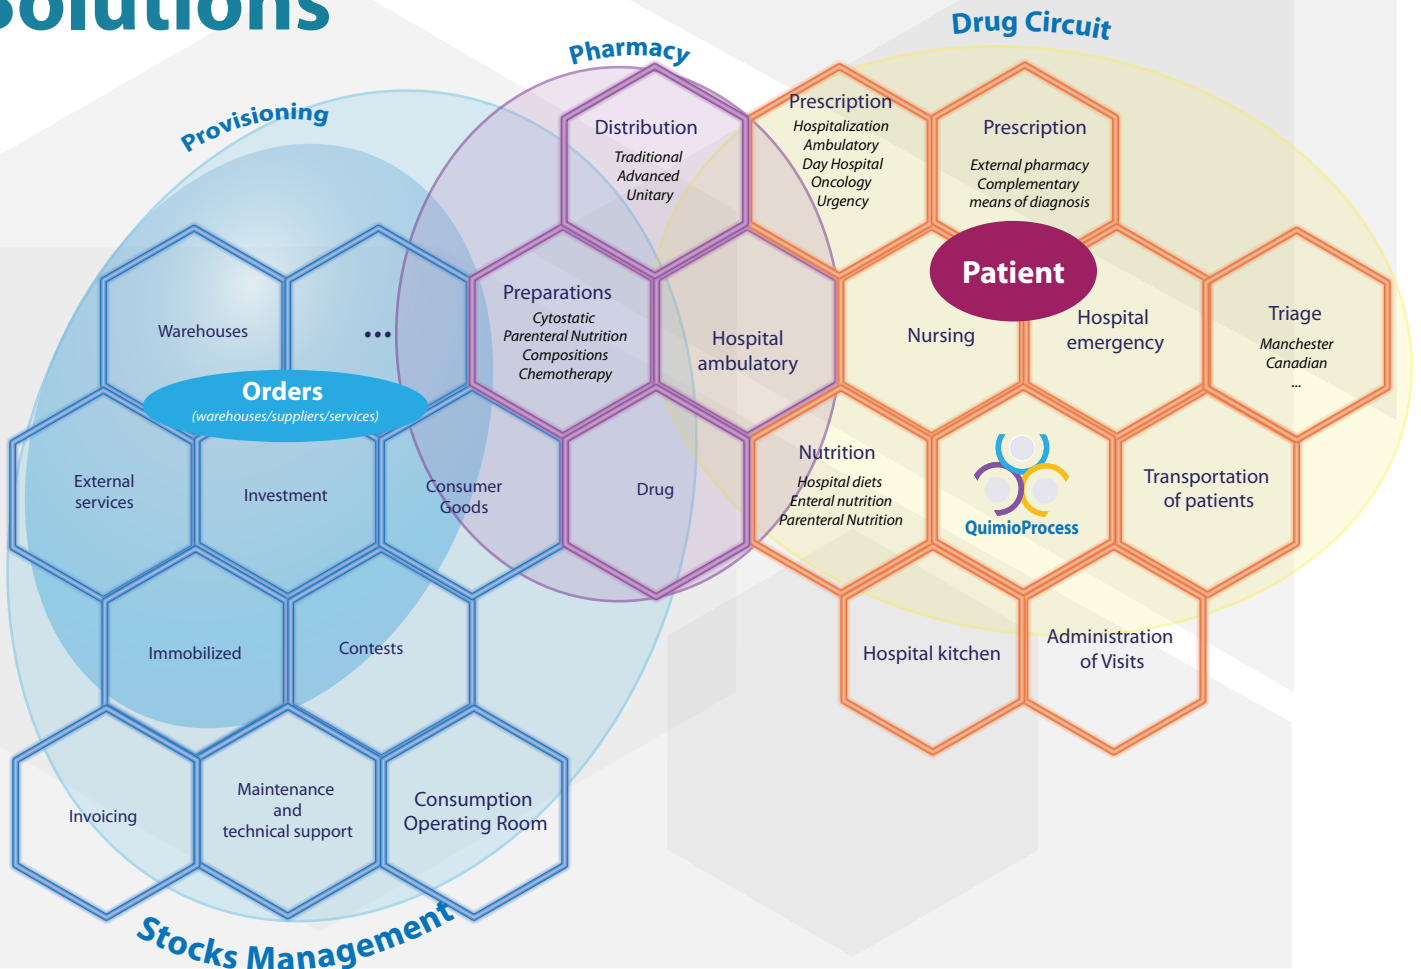 Solutions
Drug Circuit
Pharmacy
Provisioning
Distribution
Traditional
Advanced
Unitary
Prescription
Hospitalization
Ambulatory
Day Hospital
Oncology
Urgency
Prescription
External pharmacy
Complementary
means of diagnosis
Patient
Warehouses
...
Preparations
Cytostatic
Parenteral Nutrition
Compositions
Chemotherapy
Hospital
ambulatory
Nursing
Hospital
emergency
Triage
Manchester
Canadian
...
Orders
(warehouses/suppliers/services)
External
services
Investment
Consumer
Goods
Drug
Nutrition
Hospital diets
Enteral nutrition
Parenteral Nutrition
QuimioProcess
Transportation
of patients
Immobilized
Contests
Hospital kitchen
Administration
of Visits
Invoicing
Maintenance
and
technical support
Consumption
Operating Room
Stocks Management